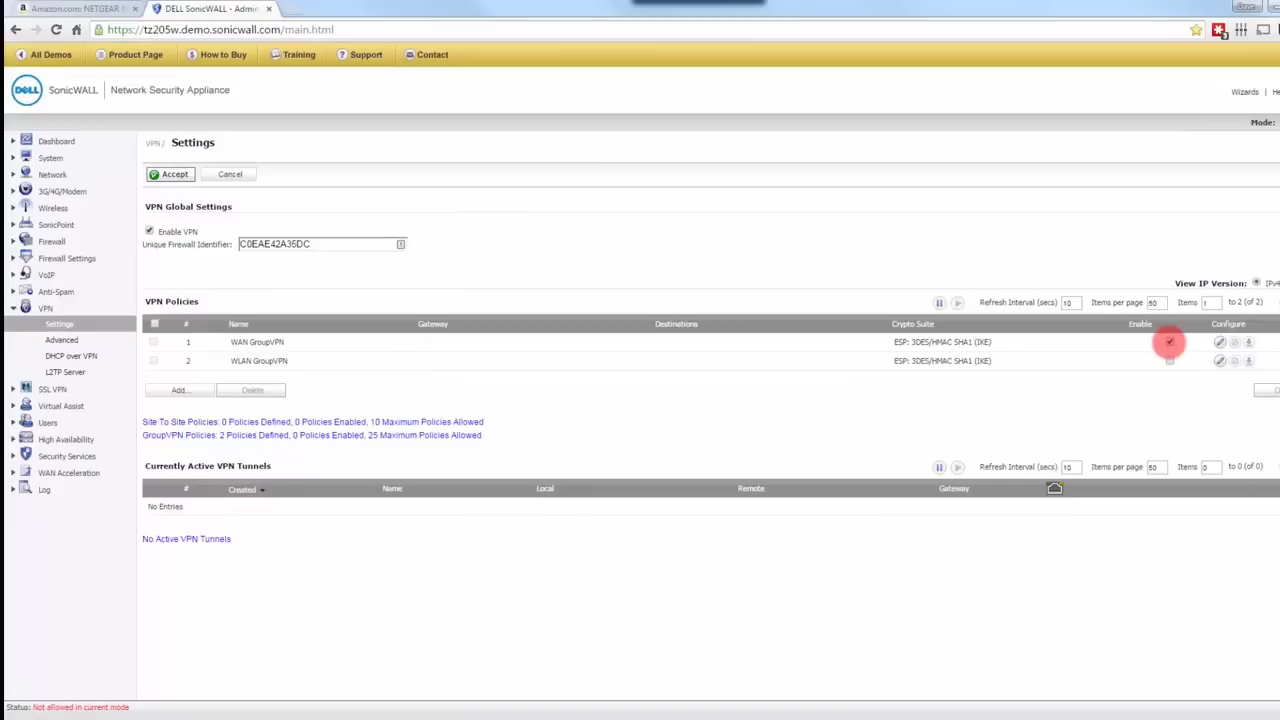 Amazon.com: NETGEAR R
DELL SonicWALL - Admi
Dave
https://tz205w.demo.sonicwall.com/main.html
All Demos Product Page How to Buy Training Support Contact
DELL SonicWALL Network Security Appliance
Wizards | He
Mode:
Dashboard
System
Network
3G/4G/Modem
Wireless
SonicPoint
Firewall
Firewall Settings
VoIP
Anti-Spam
VPN
Settings
Advanced
DHCP over VPN
L2TP Server
SSL VPN
Virtual Assist
Users
High Availability
Security Services
WAN Acceleration
Log
VPN / Settings
Accept Cancel
VPN Global Settings
Enable VPN
Unique Firewall Identifier: C0EAE42A35DC
View IP Version: IPv4
VPN Policies Refresh Interval (secs) 10 Items per page 50 Items 1 to 2 (of 2)
# Name Gateway Destinations Crypto Suite Enable Configure
1 WAN GroupVPN ESP: 3DES/HMAC SHA1 (IKE)
2 WLAN GroupVPN ESP: 3DES/HMAC SHA1 (IKE)
Add... Delete
Site To Site Policies: 0 Policies Defined, 0 Policies Enabled, 10 Maximum Policies Allowed
GroupVPN Policies: 2 Policies Defined, 0 Policies Enabled, 25 Maximum Policies Allowed
Currently Active VPN Tunnels Refresh Interval (secs) 10 Items per page 50 Items 0 to 0 (of 0)
# Created Name Local Remote Gateway
No Entries
No Active VPN Tunnels
Status: Not allowed in current mode